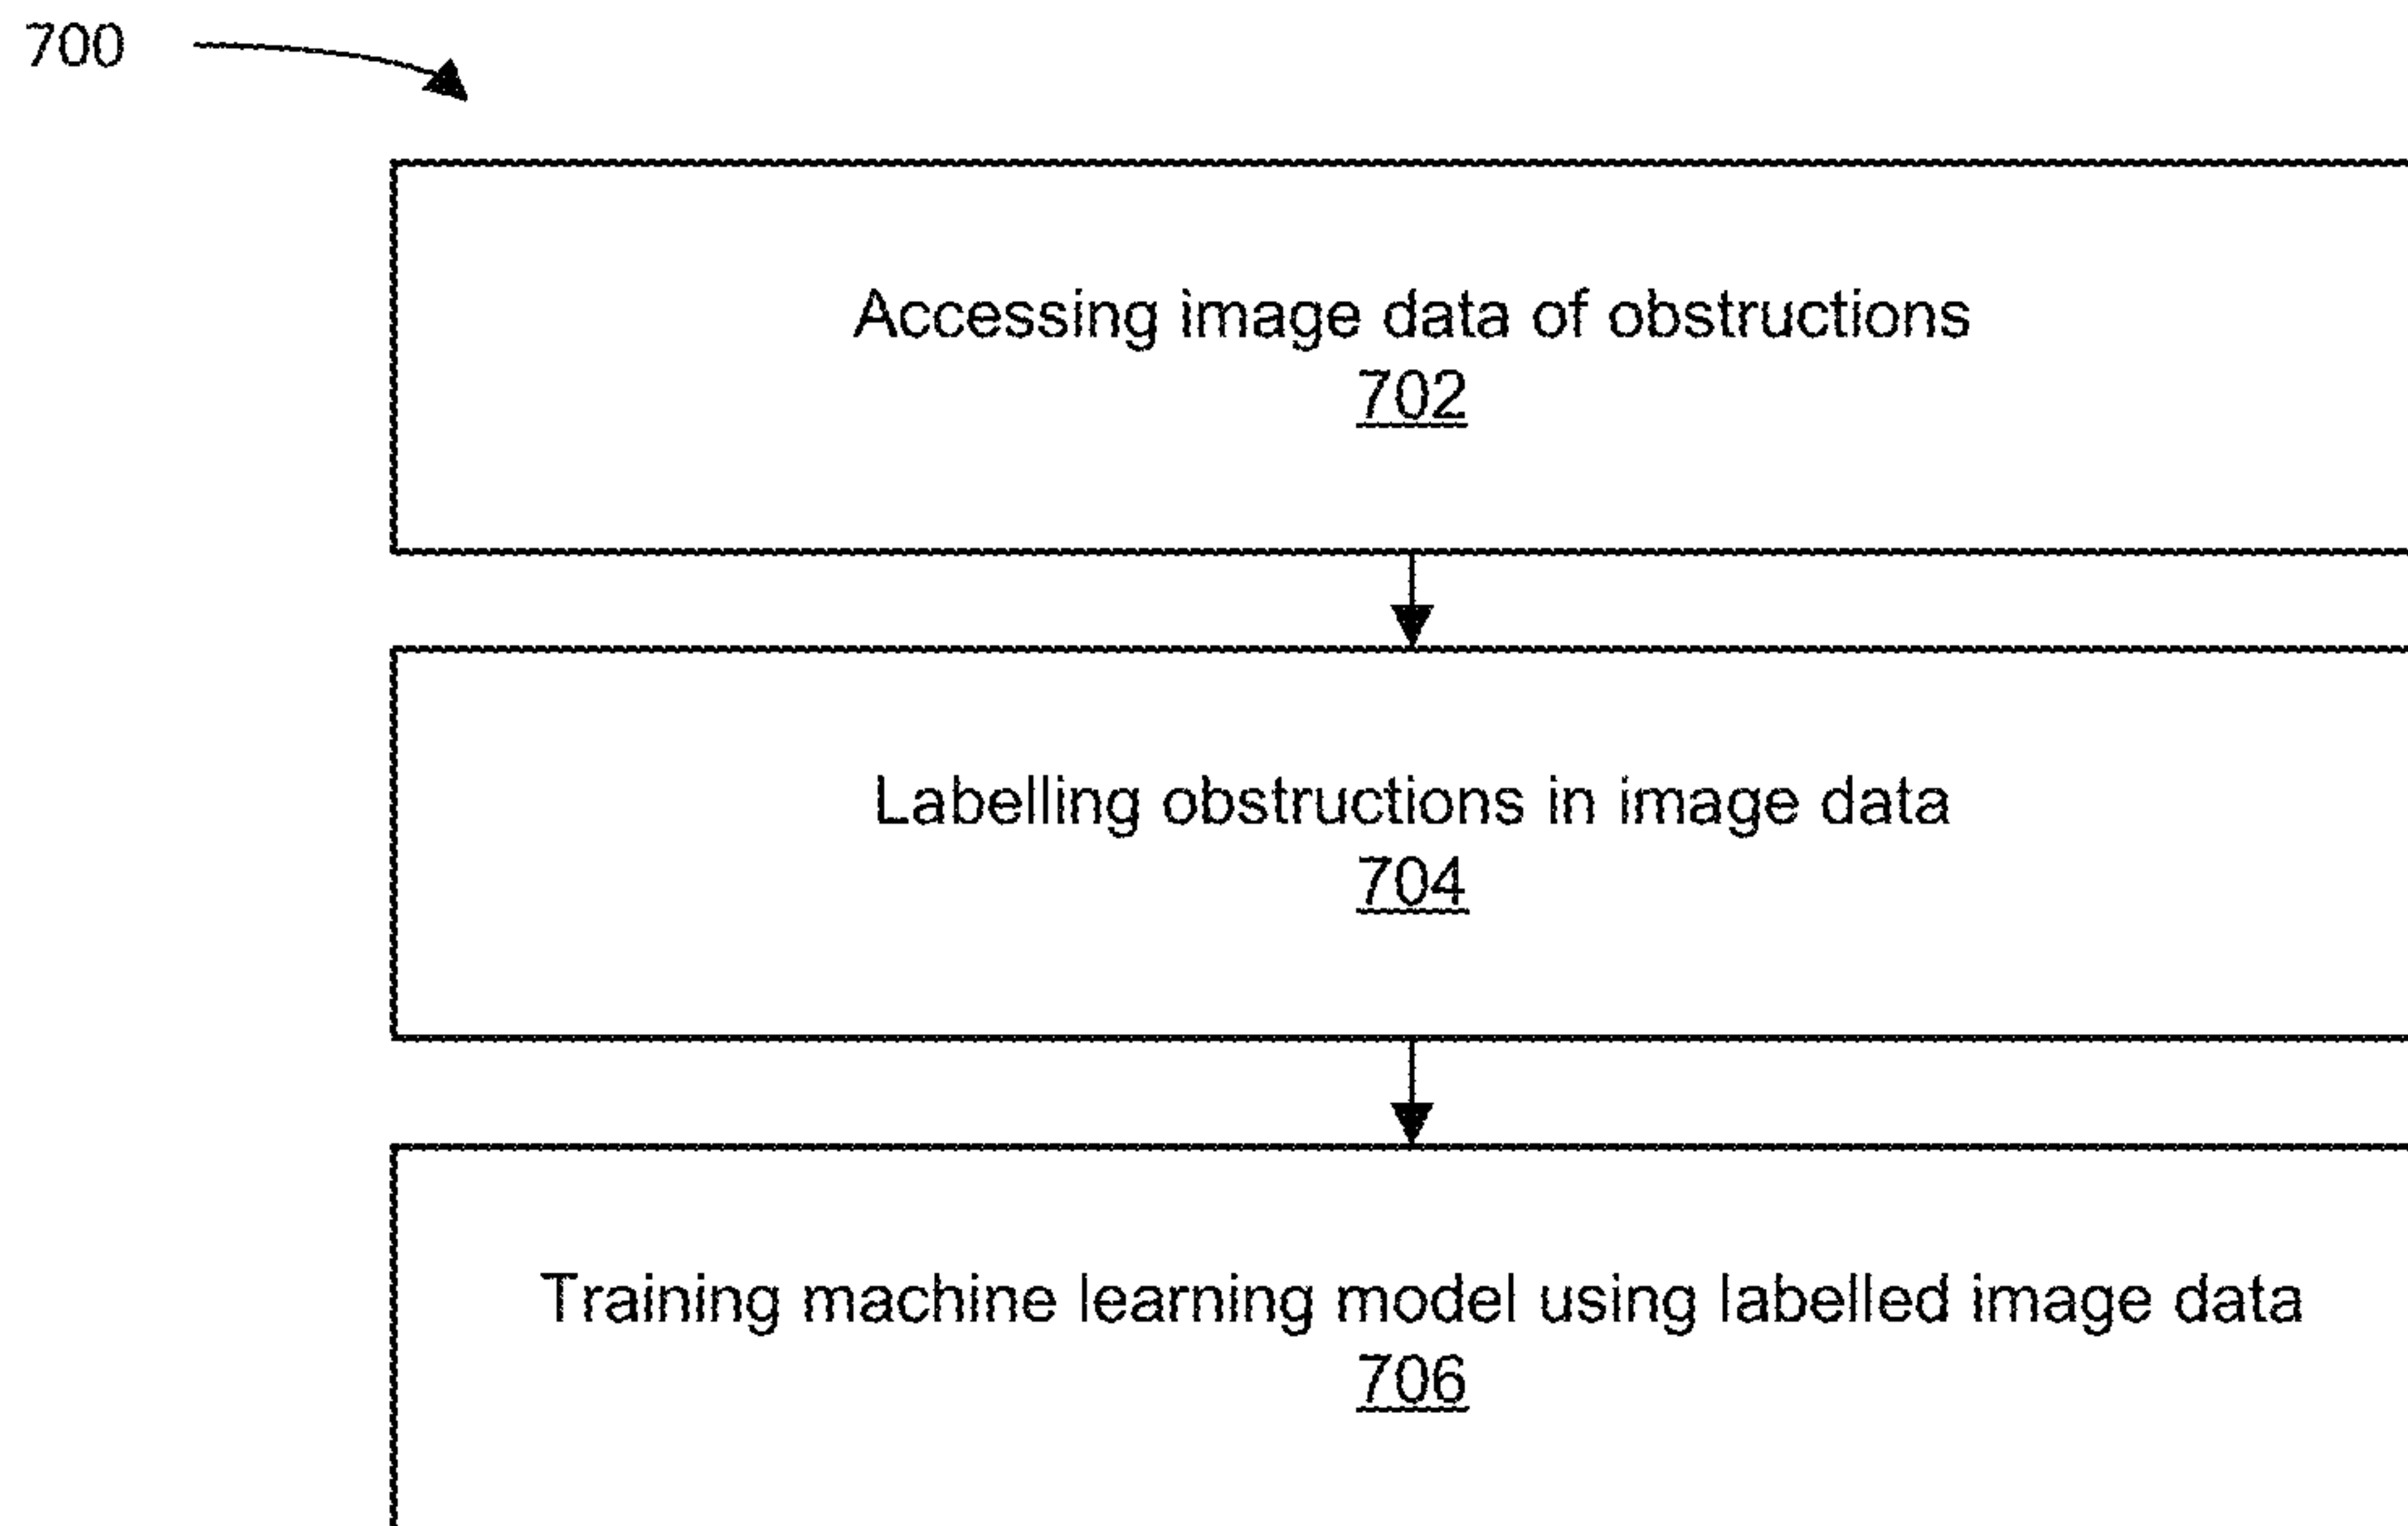 700
Accessing image data of obstructions
702
Labelling obstructions in image data
704
Training machine learning model using labelled image data
706